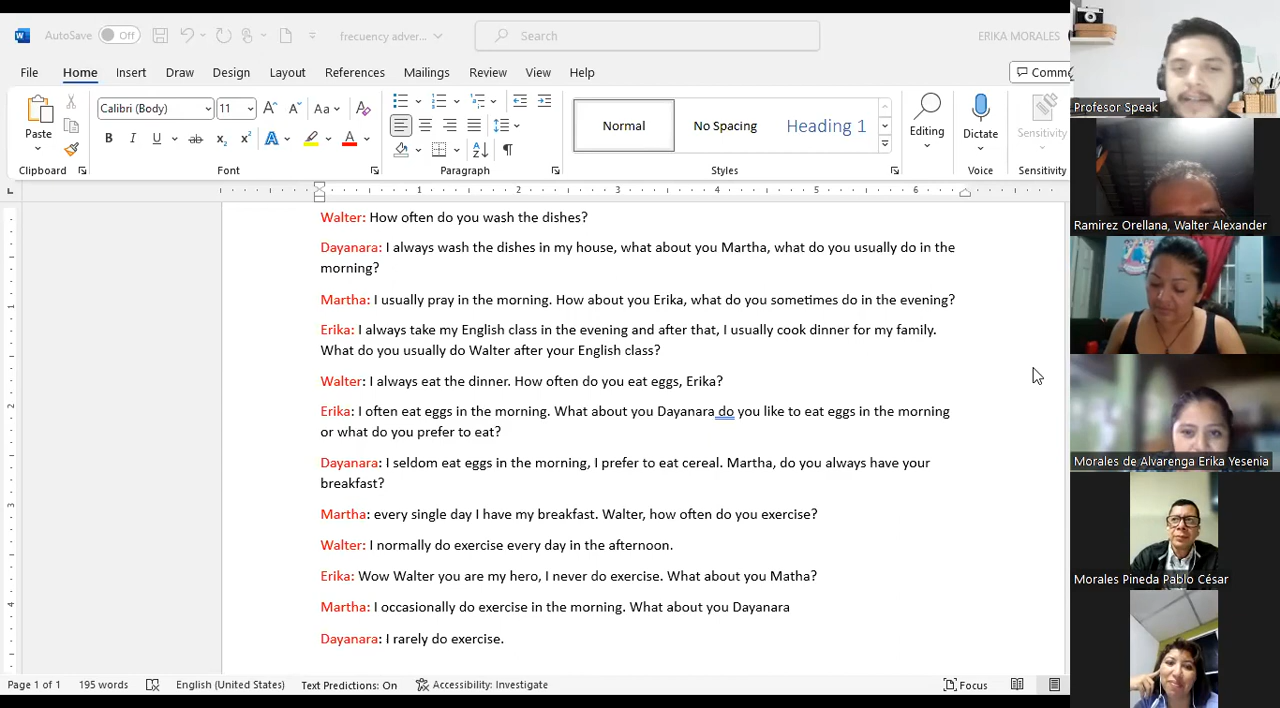 AutoSave Off frecuency adver... Search ERIKA MORALES
File Home Insert Draw Design Layout References Mailings Review View Help Comme
Paste Calibri (Body) 11 Normal No Spacing Heading 1 Editing Dictate Sensitivity
Clipboard Font Paragraph Styles Voice Sensitivity
1 2 3 4 5 6
Walter: How often do you wash the dishes?
Dayanara: I always wash the dishes in my house, what about you Martha, what do you usually do in the
morning?
Martha: I usually pray in the morning. How about you Erika, what do you sometimes do in the evening?
Erika: I always take my English class in the evening and after that, I usually cook dinner for my family.
What do you usually do Walter after your English class?
Walter: I always eat the dinner. How often do you eat eggs, Erika?
Erika: I often eat eggs in the morning. What about you Dayanara do you like to eat eggs in the morning
or what do you prefer to eat?
Dayanara: I seldom eat eggs in the morning, I prefer to eat cereal. Martha, do you always have your
breakfast?
Martha: every single day I have my breakfast. Walter, how often do you exercise?
Walter: I normally do exercise every day in the afternoon.
Erika: Wow Walter you are my hero, I never do exercise. What about you Matha?
Martha: I occasionally do exercise in the morning. What about you Dayanara
Dayanara: I rarely do exercise.
Page 1 of 1 195 words English (United States) Text Predictions: On Accessibility: Investigate Focus
Profesor Speak
Ramirez Orellana, Walter Alexander
Morales de Alvarenga Erika Yesenia
Morales Pineda Pablo César